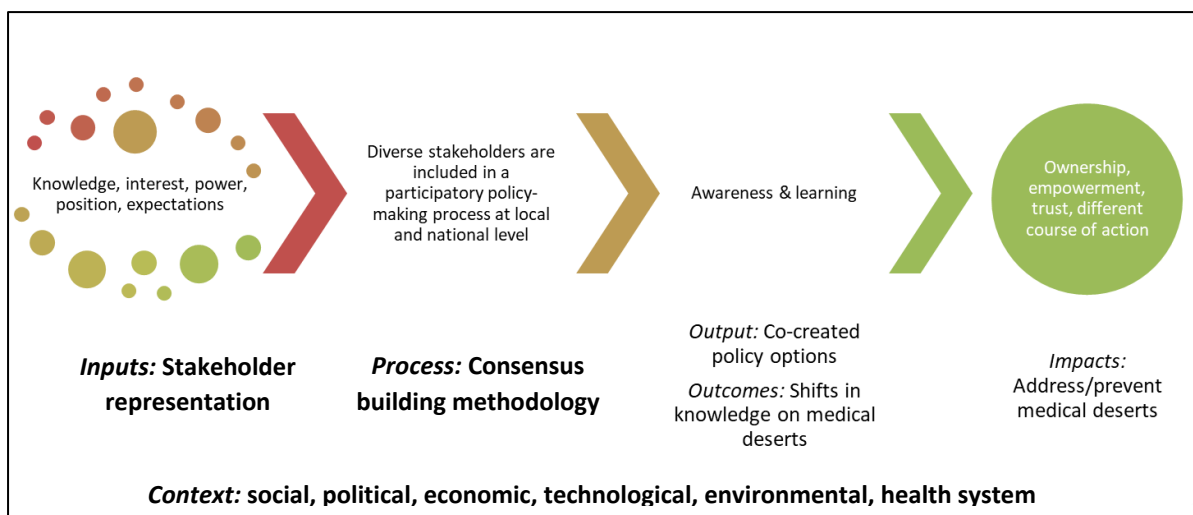 Knowledge, interest, power,
position, expectations
Diverse stakeholders are
included in a
participatory policy-
making process at local
and national level
Awareness & learning
Ownership,
empowerment,
trust, different
course of action
Inputs: Stakeholder
representation
Process: Consensus
building methodology
Output: Co-created
policy options
Outcomes: Shifts in
knowledge on medical
deserts
Impacts:
Address/prevent
medical deserts
Context: social, political, economic, technological, environmental, health system